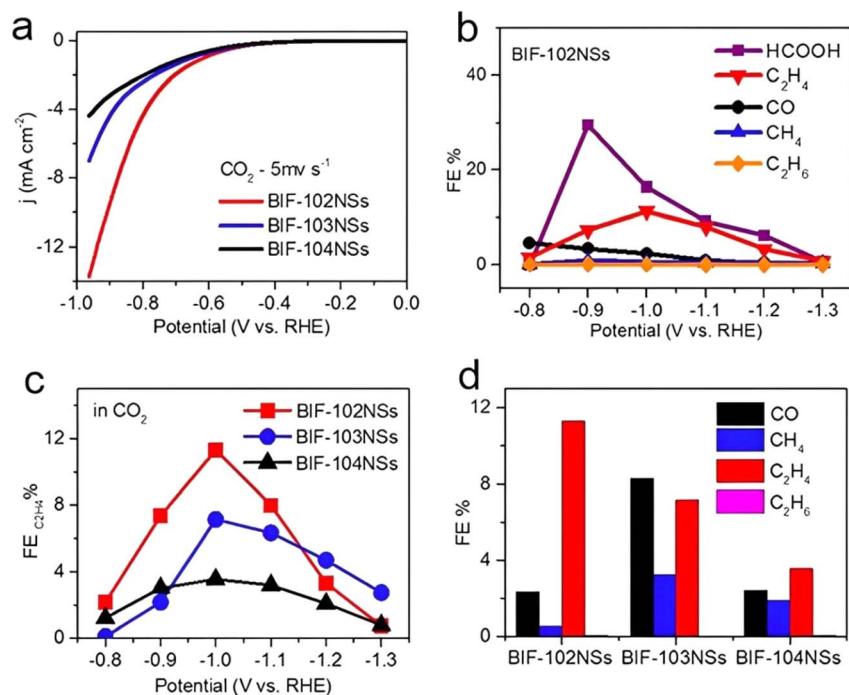 a
0
-4
-8
-12
j (mA cm⁻²)
CO₂ - 5mv s⁻¹
BIF-102NSs
BIF-103NSs
BIF-104NSs
-1.0 -0.8 -0.6 -0.4 -0.2 0.0
Potential (V vs. RHE)
b
BIF-102NSs
HCOOH
C₂H₄
CO
CH₄
C₂H₆
40
20
0
FE %
-0.8 -0.9 -1.0 -1.1 -1.2 -1.3
Potential (V vs. RHE)
c
in CO₂
BIF-102NSs
BIF-103NSs
BIF-104NSs
12
8
4
0
FE C2H4%
-0.8 -0.9 -1.0 -1.1 -1.2 -1.3
Potential (V vs. RHE)
d
12
8
4
0
FE %
CO
CH₄
C₂H₄
C₂H₆
BIF-102NSs BIF-103NSs BIF-104NSs